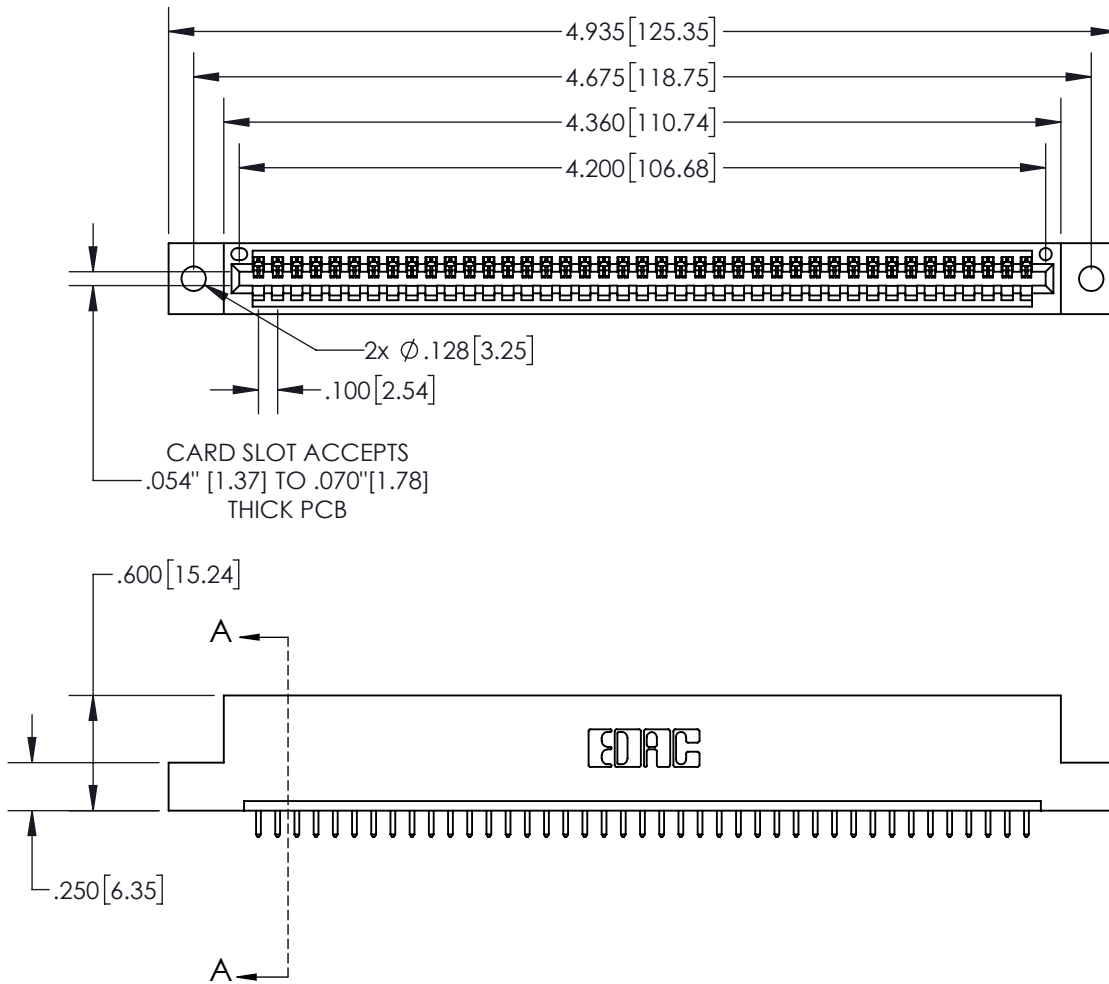 4.935[125.35]
4.675[118.75]
4.360[110.74]
4.200[106.68]
2x ∅.128[3.25]
.100[2.54]
CARD SLOT ACCEPTS
.054" [1.37] TO .070"[1.78]
THICK PCB
.600[15.24]
A
EDAC
.250[6.35]
A